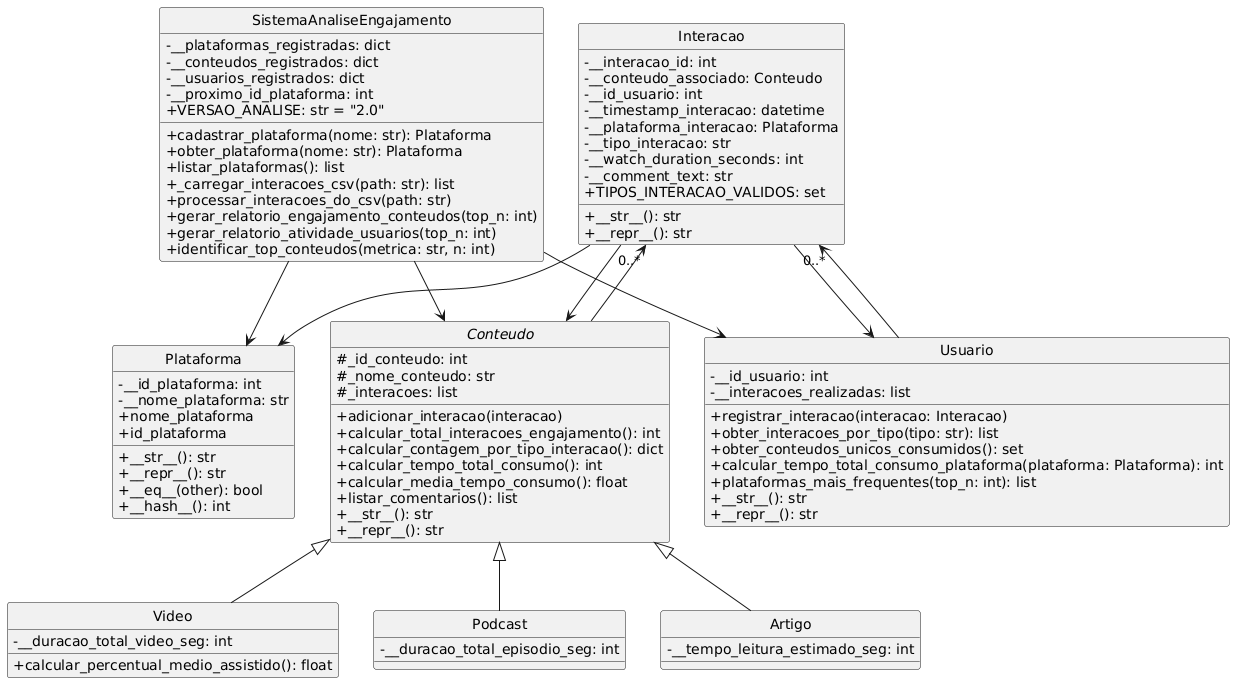 SistemaAnaliseEngajamento
-__plataformas_registradas: dict
-__conteudos_registrados: dict
-__usuarios_registrados: dict
-__proximo_id_plataforma: int
+VERSAO_ANALISE: str = "2.0"
+cadastrar_plataforma(nome: str): Plataforma
+obter_plataforma(nome: str): Plataforma
+listar_plataformas(): list
+_carregar_interacoes_csv(path: str): list
+processar_interacoes_do_csv(path: str)
+gerar_relatorio_engajamento_conteudos(top_n: int)
+gerar_relatorio_atividade_usuarios(top_n: int)
+identificar_top_conteudos(metrica: str, n: int)
Interacao
-__interacao_id: int
-__conteudo_associado: Conteudo
-__id_usuario: int
-__timestamp_interacao: datetime
-__plataforma_interacao: Plataforma
-__tipo_interacao: str
-__watch_duration_seconds: int
-__comment_text: str
+TIPOS_INTERACAO_VALIDOS: set
+__str__(): str
+__repr__(): str
0..*
0..*
Plataforma
-__id_plataforma: int
-__nome_plataforma: str
+nome_plataforma
+id_plataforma
+__str__(): str
+__repr__(): str
+__eq__(other): bool
+__hash__(): int
Conteudo
#_id_conteudo: int
#_nome_conteudo: str
#_interacoes: list
+adicionar_interacao(interacao)
+calcular_total_interacoes_engajamento(): int
+calcular_contagem_por_tipo_interacao(): dict
+calcular_tempo_total_consumo(): int
+calcular_media_tempo_consumo(): float
+listar_comentarios(): list
+__str__(): str
+__repr__(): str
Usuario
-__id_usuario: int
-__interacoes_realizadas: list
+registrar_interacao(interacao: Interacao)
+obter_interacoes_por_tipo(tipo: str): list
+obter_conteudos_unicos_consumidos(): set
+calcular_tempo_total_consumo_plataforma(plataforma: Plataforma): int
+plataformas_mais_frequentes(top_n: int): list
+__str__(): str
+__repr__(): str
Video
-__duracao_total_video_seg: int
+calcular_percentual_medio_assistido(): float
Podcast
-__duracao_total_episodio_seg: int
Artigo
-__tempo_leitura_estimado_seg: int